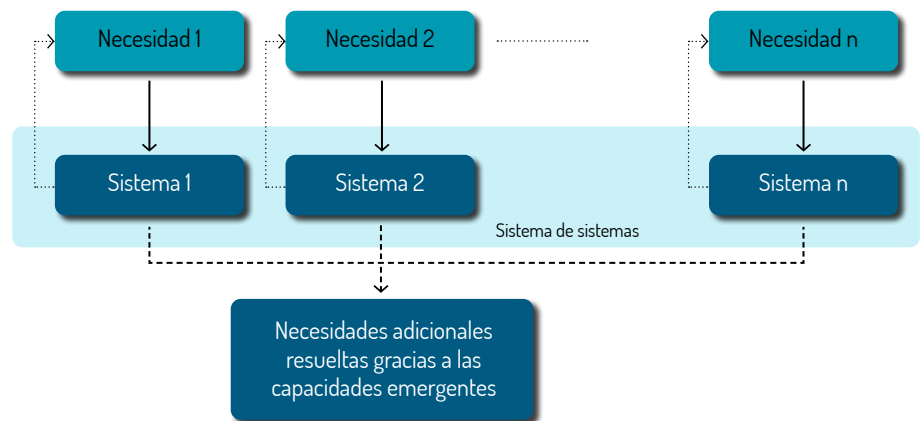 Necesidad 1
Necesidad 2
Necesidad n
Sistema 1
Sistema 2
Sistema n
Sistema de sistemas
Necesidades adicionales
resueltas gracias a las
capacidades emergentes